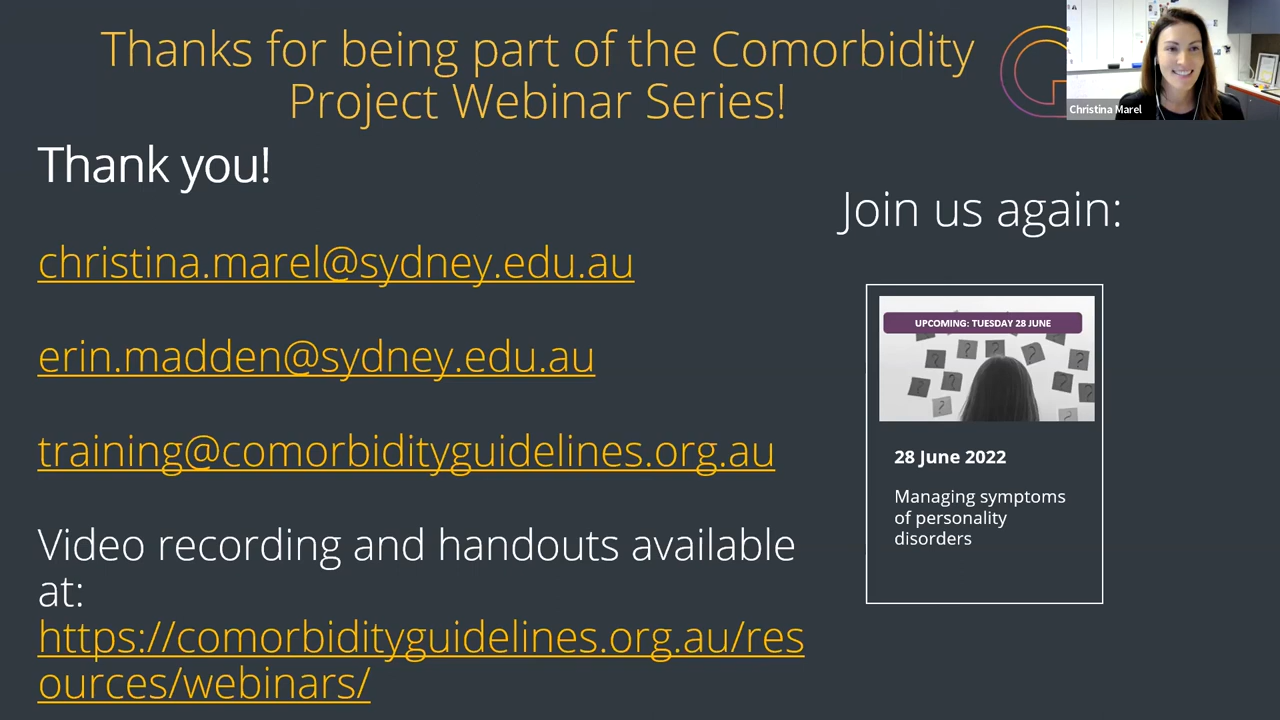 Thanks for being part of the Comorbidity
Project Webinar Series!
Christina Marel
Thank you!
christina.marel@sydney.edu.au
erin.madden@sydney.edu.au
training@comorbidityguidelines.org.au
Video recording and handouts available
at:
https://comorbidityguidelines.org.au/res
ources/webinars/
Join us again:
UPCOMING: TUESDAY 28 JUNE
28 June 2022
Managing symptoms
of personality
disorders